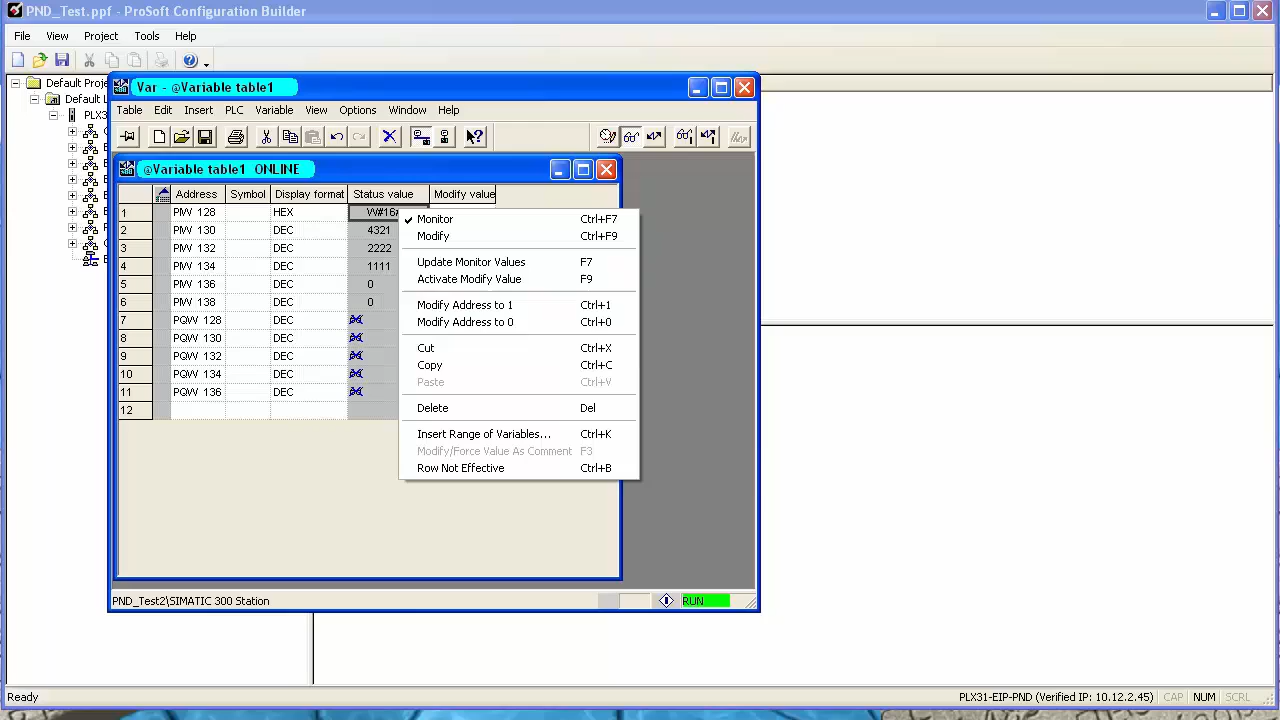 PND_Test.ppf - ProSoft Configuration Builder
File View Project Tools Help
Default Proje
Default L
PLX3
Var - @Variable table1
Table Edit Insert PLC Variable View Options Window Help
@Variable table1 ONLINE
Address Symbol Display format Status value Modify value
1 PIW 128 HEX W#16#
2 PIW 130 DEC 4321
3 PIW 132 DEC 2222
4 PIW 134 DEC 1111
5 PIW 136 DEC 0
6 PIW 138 DEC 0
7 PQW 128 DEC
8 PQW 130 DEC
9 PQW 132 DEC
10 PQW 134 DEC
11 PQW 136 DEC
12
Monitor Ctrl+F7
Modify Ctrl+F9
Update Monitor Values F7
Activate Modify Value F9
Modify Address to 1 Ctrl+1
Modify Address to 0 Ctrl+0
Cut Ctrl+X
Copy Ctrl+C
Paste Ctrl+V
Delete Del
Insert Range of Variables... Ctrl+K
Modify/Force Value As Comment F3
Row Not Effective Ctrl+B
PND_Test2\SIMATIC 300 Station RUN
Ready PLX31-EIP-PND (Verified IP: 10.12.2.45) CAP NUM SCRL